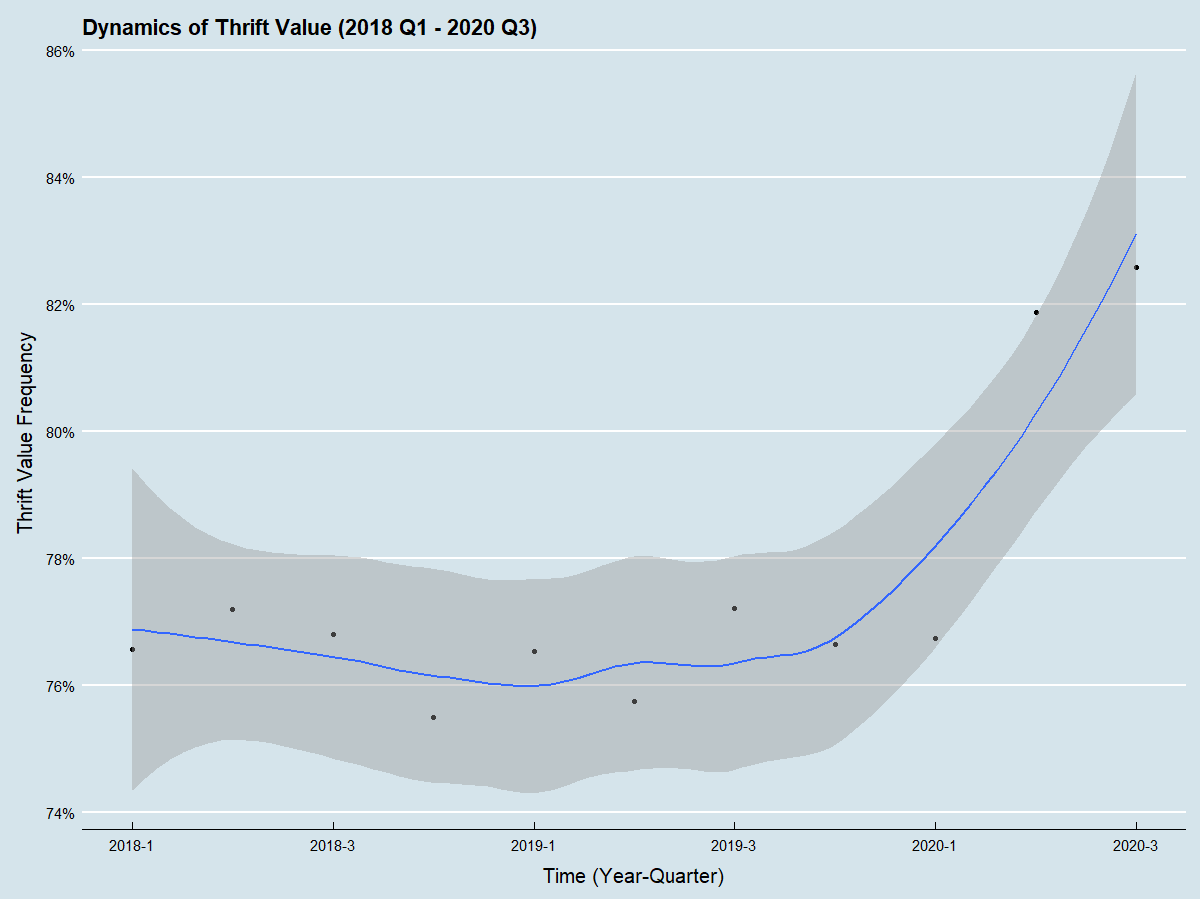 Dynamics of Thrift Value (2018 Q1 - 2020 Q3)
86%
84%
82%
80%
78%
76%
74%
Thrift Value Frequency
2018-1 2018-3 2019-1 2019-3 2020-1 2020-3
Time (Year-Quarter)